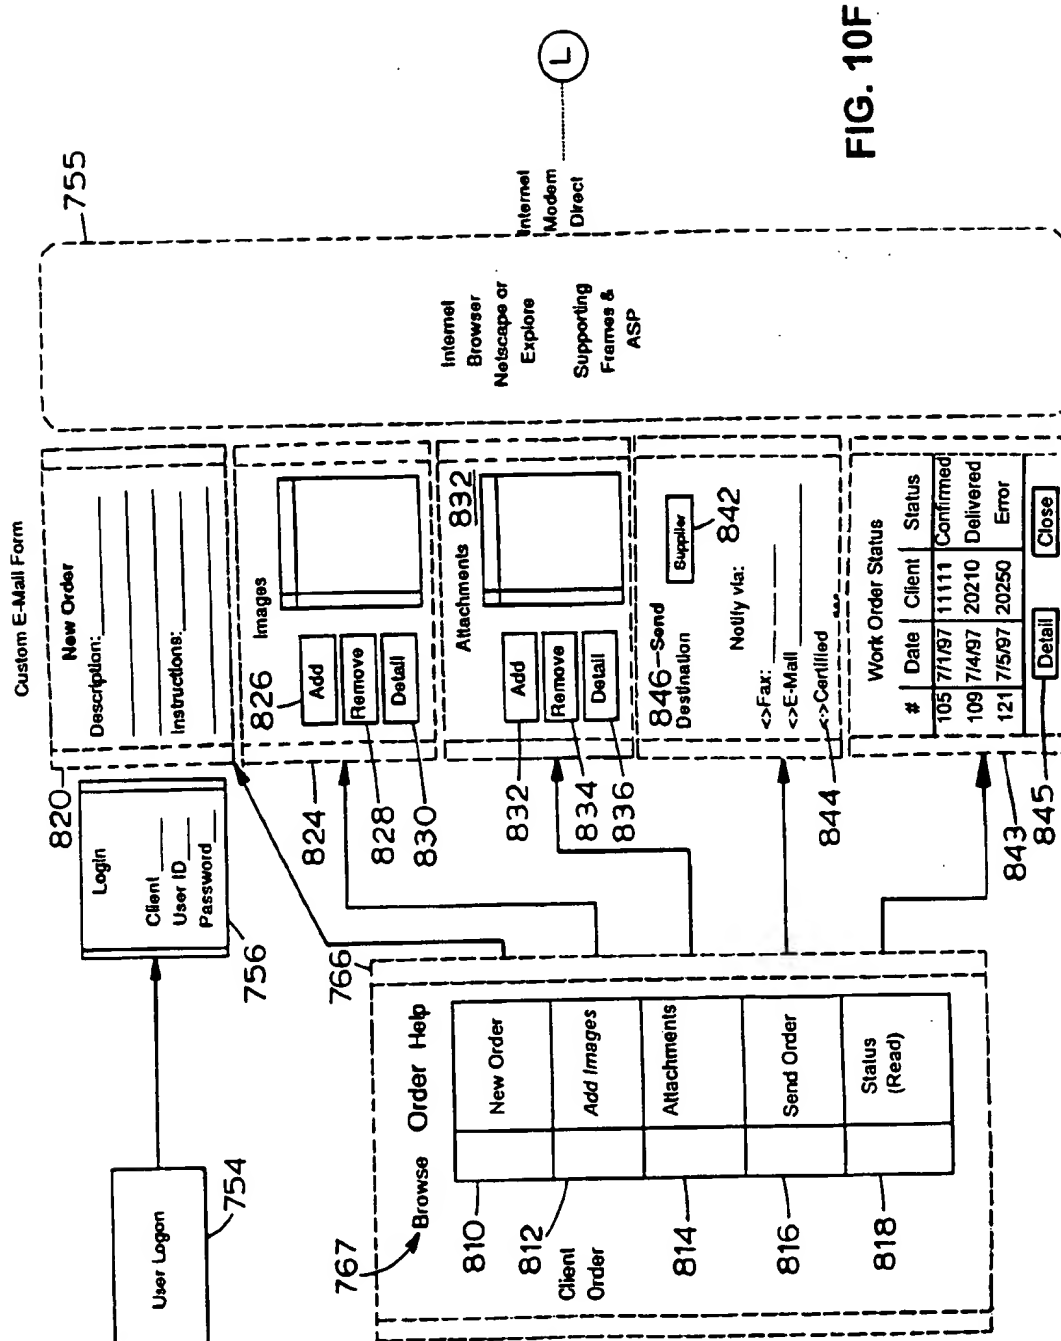 Custom E-Mail Form
820
New Order
Description:
Instructions:
User Logon
754
Login
Client
User ID
Password
756
755
Internet
Browser
Netscape or
Explore
Supporting
Frames &
ASP
Internet
Modem
Direct
L
Images
826
Add
Remove
Detail
824
828
830
Attachments 832
Add
Remove
Detail
832
834
836
846-Send
Destination
Supplier
842
Notify via:
<>Fax:
<>E-Mail
<>Certified
844
Work Order Status
# Date Client Status
105 7/1/97 11111 Confirmed
109 7/4/97 20210 Delivered
121 7/5/97 20250 Error
Detail Close
843
845
766
767
Browse Order Help
810
New Order
812
Add Images
Client
Order
814
Attachments
816
Send Order
818
Status
(Read)
FIG. 10F